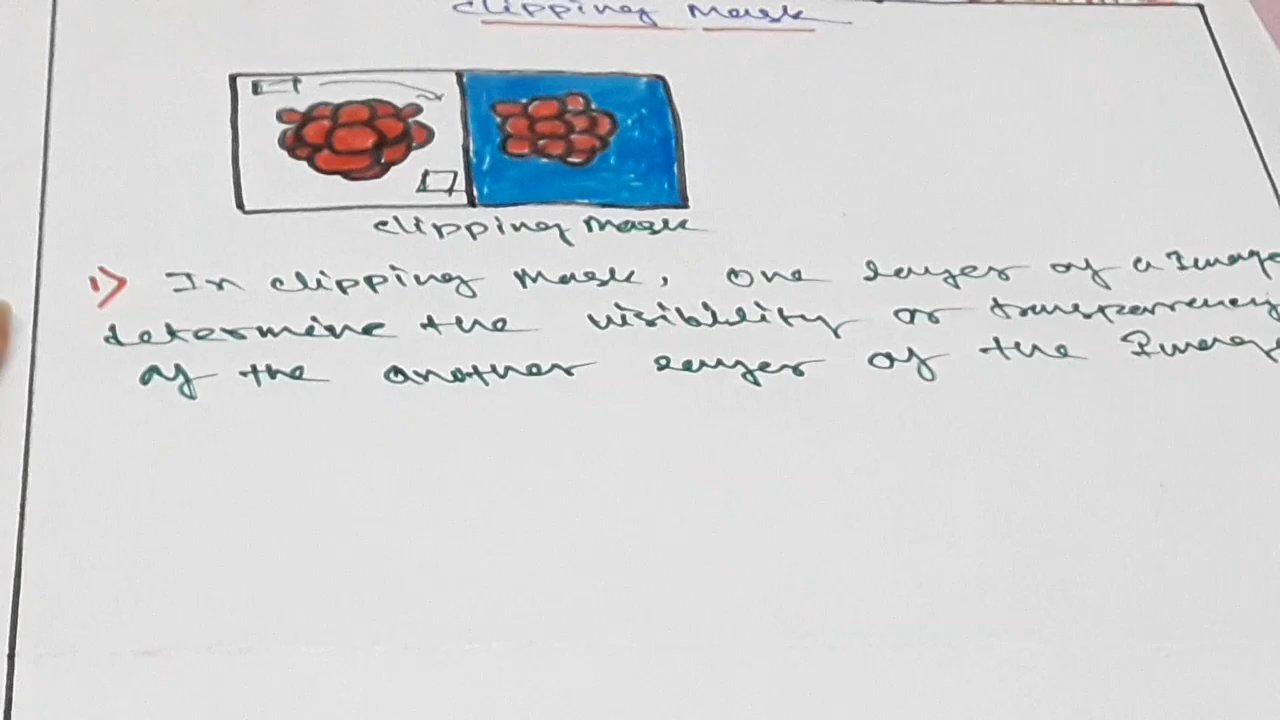 Clipping Mask
Clipping Mask
1) In clipping Mask, One layer of a Image
determine the visiblility or transparency
of the another layer of the Image